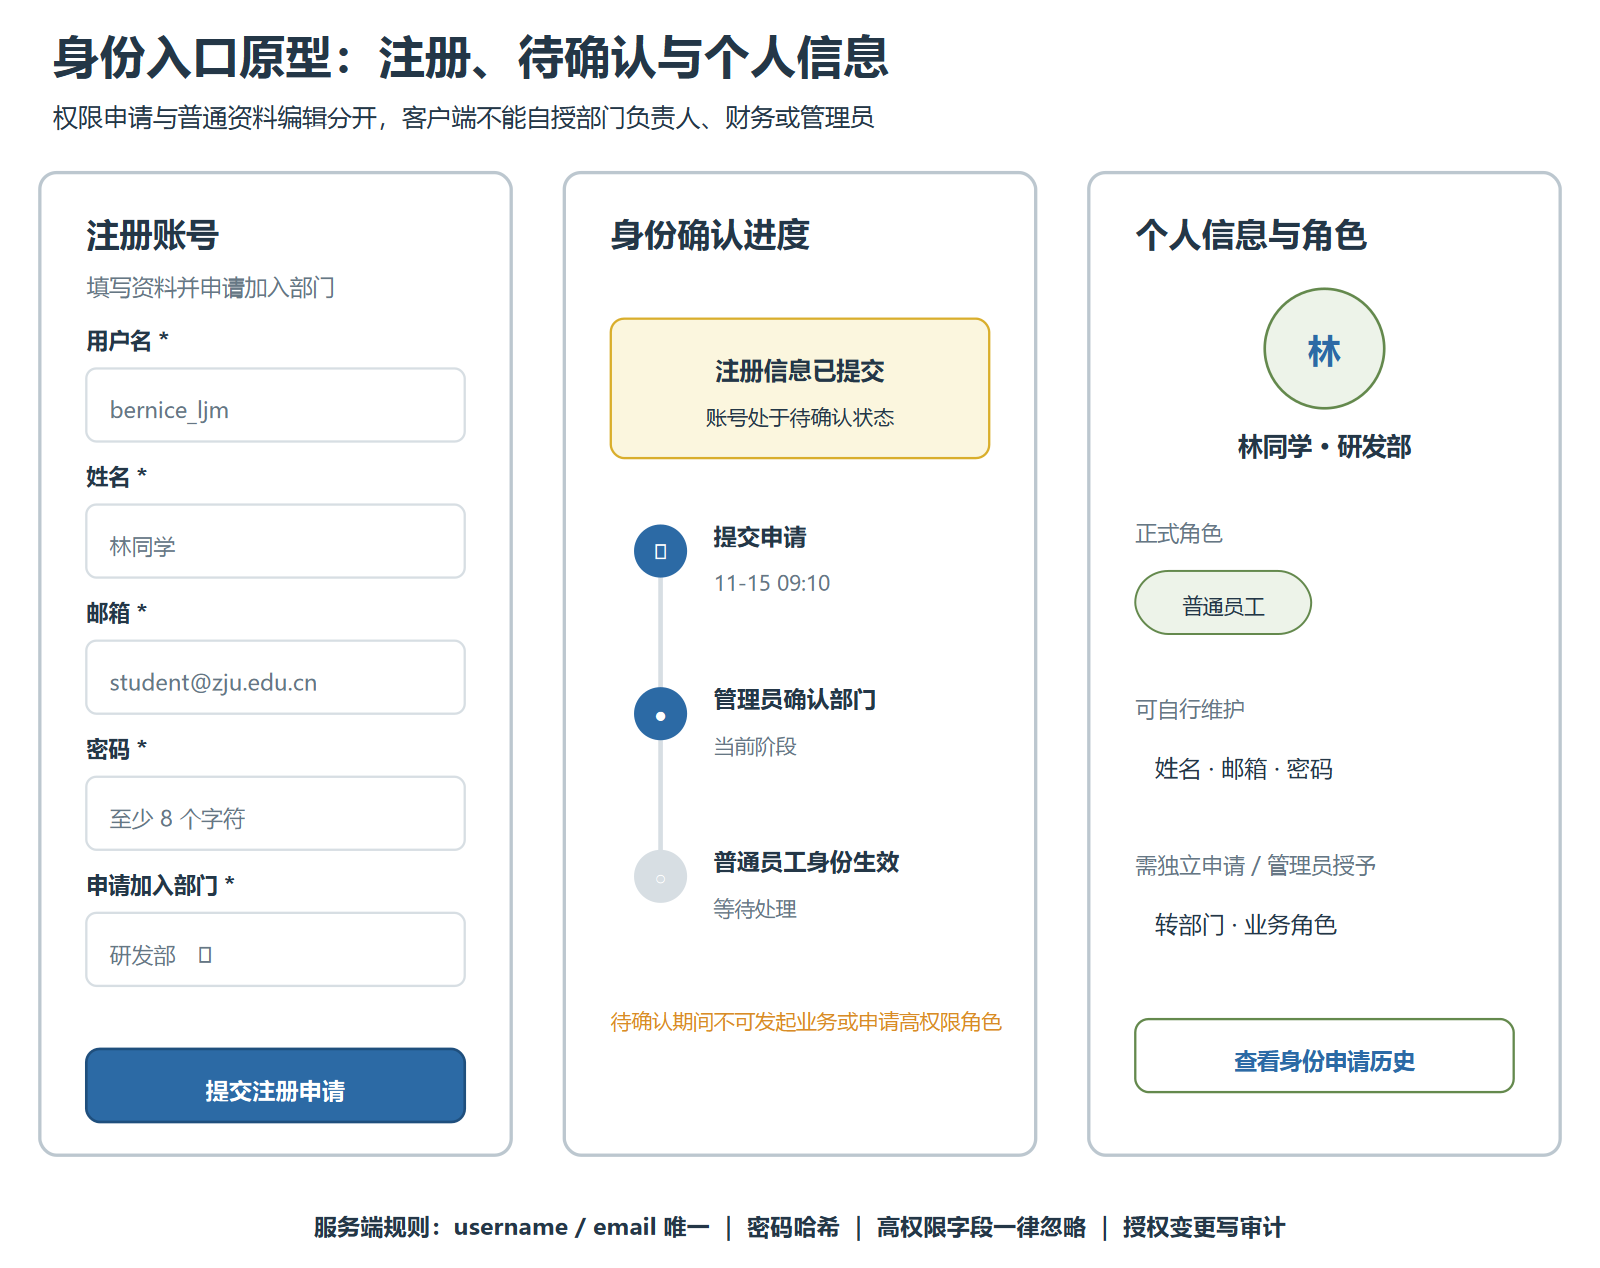 身份入口原型：注册、待确认与个人信息
权限申请与普通资料编辑分开，客户端不能自授部门负责人、财务或管理员
注册账号
填写资料并申请加入部门
用户名 *
bernice_ljm
姓名 *
林同学
邮箱 *
student@zju.edu.cn
密码 *
至少 8 个字符
申请加入部门 *
研发部
提交注册申请
身份确认进度
注册信息已提交
账号处于待确认状态
提交申请
11-15 09:10
管理员确认部门
当前阶段
普通员工身份生效
等待处理
待确认期间不可发起业务或申请高权限角色
个人信息与角色
林
林同学 • 研发部
正式角色
普通员工
可自行维护
姓名 · 邮箱 · 密码
需独立申请 / 管理员授予
转部门 · 业务角色
查看身份申请历史
服务端规则：username / email 唯一 ｜ 密码哈希 ｜ 高权限字段一律忽略 ｜ 授权变更写审计